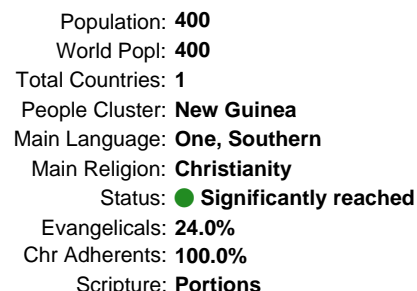 Population: 400
World Popl: 400
Total Countries: 1
People Cluster: New Guinea
Main Language: One, Southern
Main Religion: Christianity
Status: Significantly reached
Evangelicals: 24.0%
Chr Adherents: 100.0%
Scripture: Portions